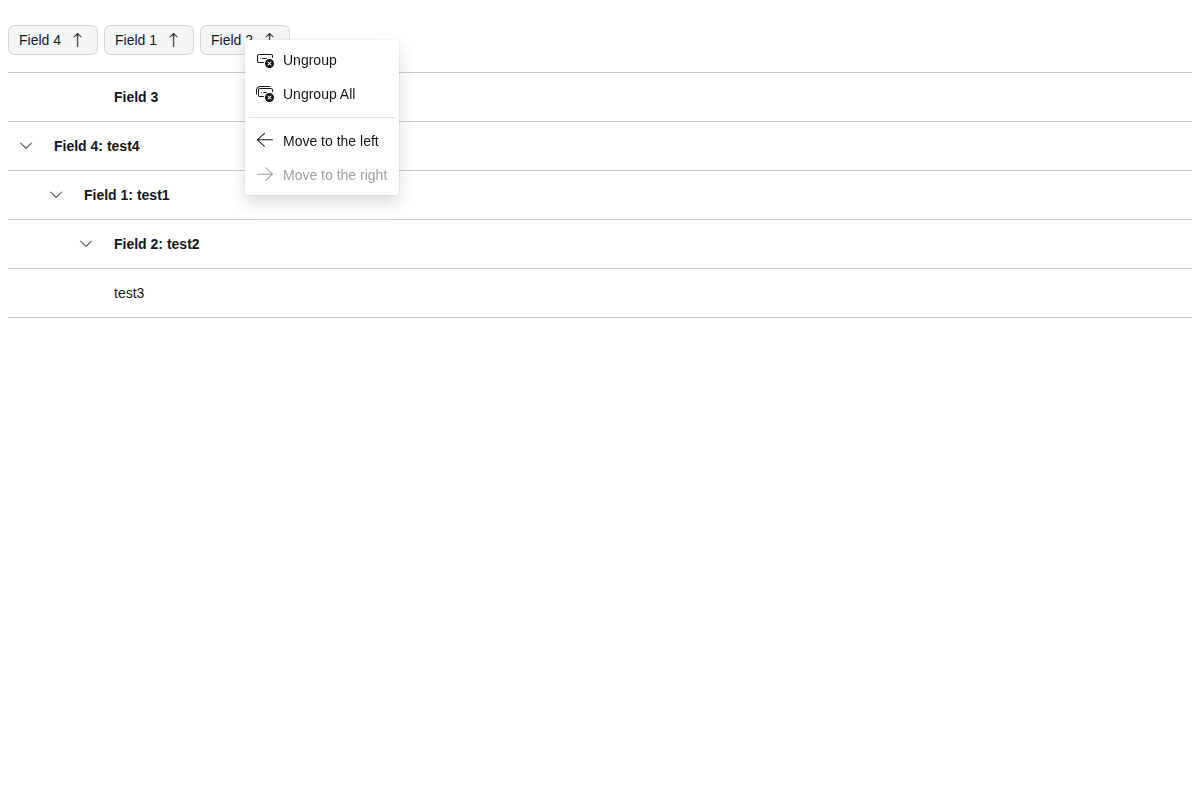 Field 4
Field 1
Field
Ungroup
Ungroup All
Move to the left
Move to the right
Field 3
Field 4: test4
Field 1: test1
Field 2: test2
test3